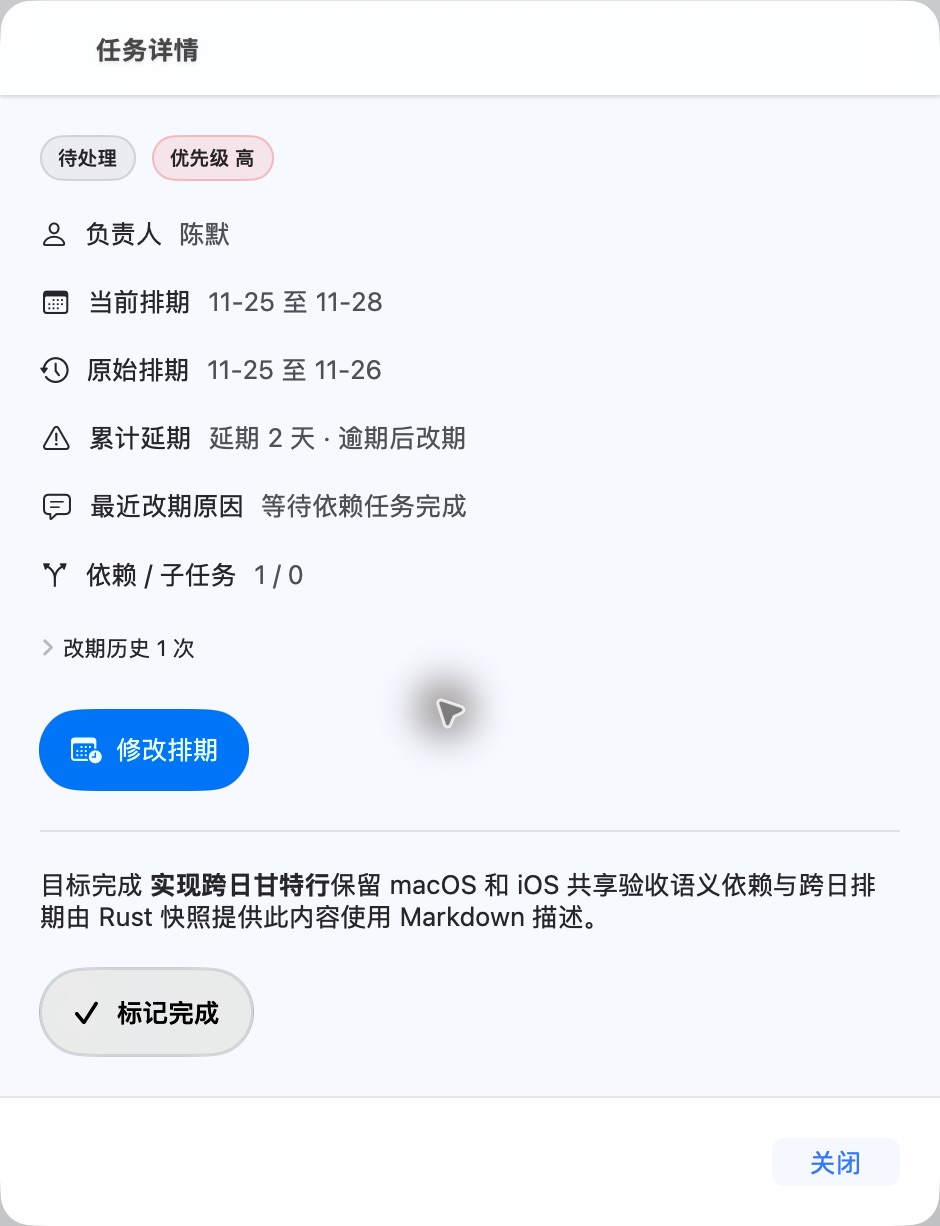 任务详情
待处理 优先级 高
负责人 陈默
当前排期 11-25 至 11-28
原始排期 11-25 至 11-26
累计延期 延期 2 天 · 逾期后改期
最近改期原因 等待依赖任务完成
依赖 / 子任务 1 / 0
改期历史 1 次
修改排期
目标完成 实现跨日甘特行保留 macOS 和 iOS 共享验收语义依赖与跨日排
期由 Rust 快照提供此内容使用 Markdown 描述。
标记完成
关闭